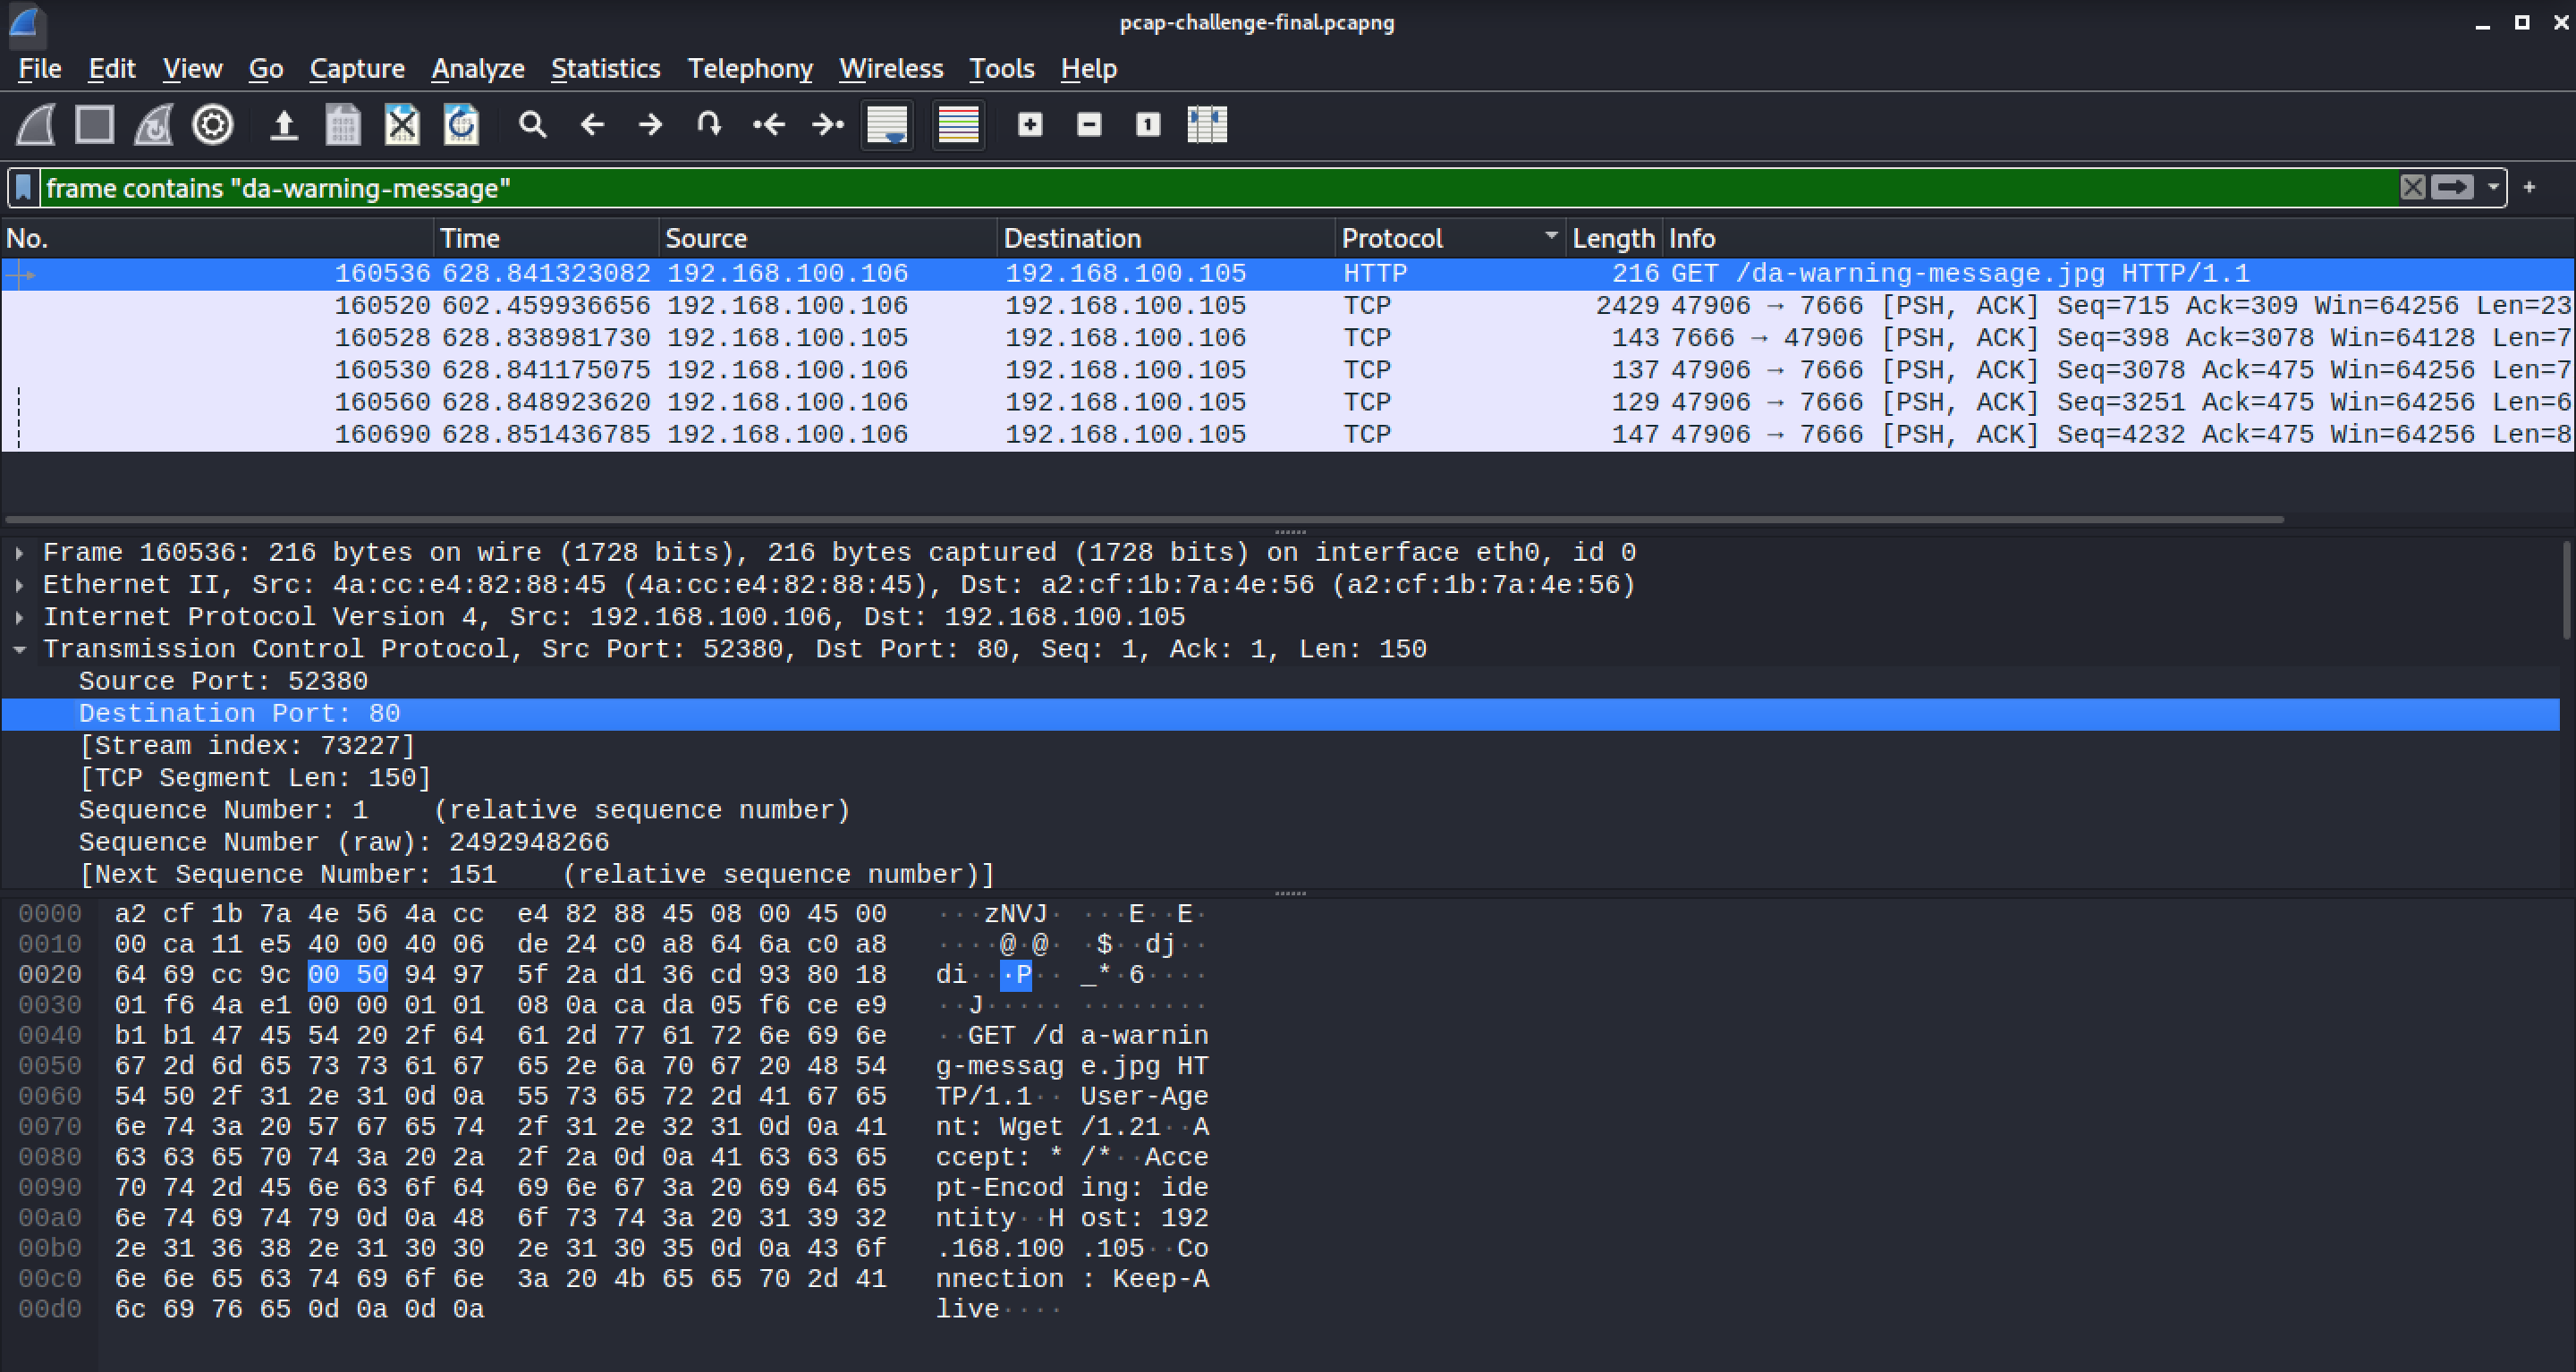 pcap-challenge-final.pcapng
File Edit View Go Capture Analyze Statistics Telephony Wireless Tools Help
frame contains "da-warning-message"
No. Time Source Destination Protocol Length Info
160536 628.841323082 192.168.100.106 192.168.100.105 HTTP 216 GET /da-warning-message.jpg HTTP/1.1
160520 602.459936656 192.168.100.106 192.168.100.105 TCP 2429 47906 → 7666 [PSH, ACK] Seq=715 Ack=309 Win=64256 Len=23
160528 628.838981730 192.168.100.105 192.168.100.106 TCP 143 7666 → 47906 [PSH, ACK] Seq=398 Ack=3078 Win=64128 Len=7
160530 628.841175075 192.168.100.106 192.168.100.105 TCP 137 47906 → 7666 [PSH, ACK] Seq=3078 Ack=475 Win=64256 Len=7
160560 628.848923620 192.168.100.106 192.168.100.105 TCP 129 47906 → 7666 [PSH, ACK] Seq=3251 Ack=475 Win=64256 Len=6
160690 628.851436785 192.168.100.106 192.168.100.105 TCP 147 47906 → 7666 [PSH, ACK] Seq=4232 Ack=475 Win=64256 Len=8
Frame 160536: 216 bytes on wire (1728 bits), 216 bytes captured (1728 bits) on interface eth0, id 0
Ethernet II, Src: 4a:cc:e4:82:88:45 (4a:cc:e4:82:88:45), Dst: a2:cf:1b:7a:4e:56 (a2:cf:1b:7a:4e:56)
Internet Protocol Version 4, Src: 192.168.100.106, Dst: 192.168.100.105
Transmission Control Protocol, Src Port: 52380, Dst Port: 80, Seq: 1, Ack: 1, Len: 150
Source Port: 52380
Destination Port: 80
[Stream index: 73227]
[TCP Segment Len: 150]
Sequence Number: 1 (relative sequence number)
Sequence Number (raw): 2492948266
[Next Sequence Number: 151 (relative sequence number)]
0000 a2 cf 1b 7a 4e 56 4a cc e4 82 88 45 08 00 45 00 ···zNVJ· ···E··E·
0010 00 ca 11 e5 40 00 40 06 de 24 c0 a8 64 6a c0 a8 ····@·@· ·$··dj··
0020 64 69 cc 9c 00 50 94 97 5f 2a d1 36 cd 93 80 18 di···P·· _*·6····
0030 01 f6 4a e1 00 00 01 01 08 0a ca da 05 f6 ce e9 ··J····· ········
0040 b1 b1 47 45 54 20 2f 64 61 2d 77 61 72 6e 69 6e ··GET /d a-warnin
0050 67 2d 6d 65 73 73 61 67 65 2e 6a 70 67 20 48 54 g-messag e.jpg HT
0060 54 50 2f 31 2e 31 0d 0a 55 73 65 72 2d 41 67 65 TP/1.1·· User-Age
0070 6e 74 3a 20 57 67 65 74 2f 31 2e 32 31 0d 0a 41 nt: Wget /1.21··A
0080 63 63 65 70 74 3a 20 2a 2f 2a 0d 0a 41 63 63 65 ccept: * /*··Acce
0090 70 74 2d 45 6e 63 6f 64 69 6e 67 3a 20 69 64 65 pt-Encod ing: ide
00a0 6e 74 69 74 79 0d 0a 48 6f 73 74 3a 20 31 39 32 ntity··H ost: 192
00b0 2e 31 36 38 2e 31 30 30 2e 31 30 35 0d 0a 43 6f .168.100 .105··Co
00c0 6e 6e 65 63 74 69 6f 6e 3a 20 4b 65 65 70 2d 41 nnection : Keep-A
00d0 6c 69 76 65 0d 0a 0d 0a live····